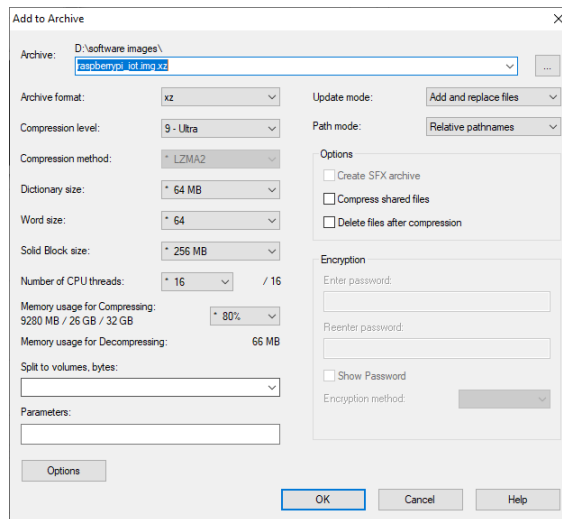 Add to Archive
Archive:
D:\software images\
raspberrypi_iot.img.xz
...
Archive format:
xz
Compression level:
9 - Ultra
Compression method:
* LZMA2
Dictionary size:
* 64 MB
Word size:
* 64
Solid Block size:
* 256 MB
Number of CPU threads:
* 16
/ 16
Memory usage for Compressing:
9280 MB / 26 GB / 32 GB
* 80%
Memory usage for Decompressing:
66 MB
Split to volumes, bytes:
Parameters:
Options
Update mode:
Add and replace files
Path mode:
Relative pathnames
Options
Create SFX archive
Compress shared files
Delete files after compression
Encryption
Enter password:
Reenter password:
Show Password
Encryption method:
OK
Cancel
Help